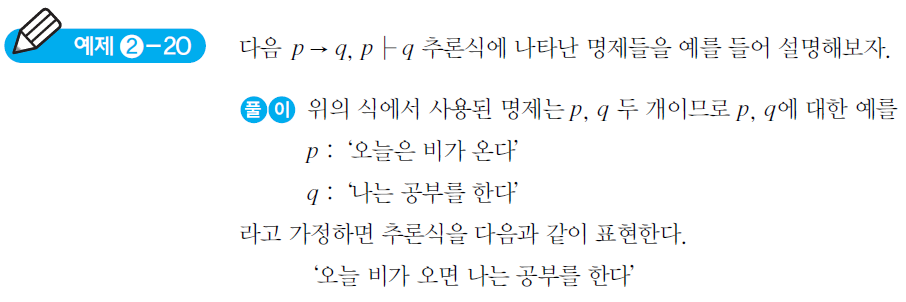 예제 2-20 다음 p → q, p ├ q 추론식에 나타난 명제들을 예를 들어 설명해보자.
풀이 위의 식에서 사용된 명제는 p, q 두 개이므로 p, q에 대한 예를
p : ‘오늘은 비가 온다’
q : ‘나는 공부를 한다’
라고 가정하면 추론식을 다음과 같이 표현한다.
‘오늘 비가 오면 나는 공부를 한다’